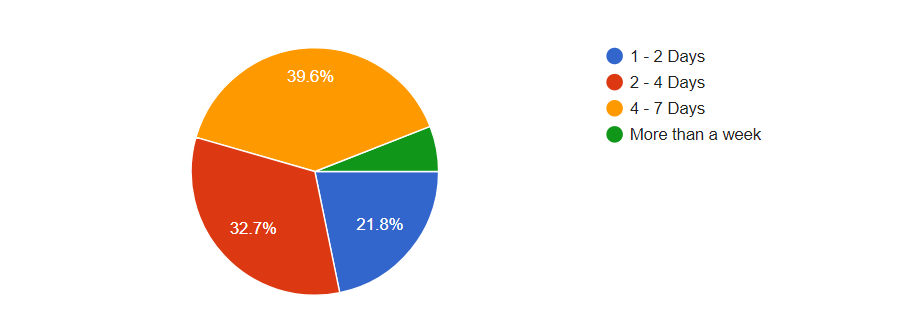 39.6%
32.7%
21.8%
1 - 2 Days
2 - 4 Days
4 - 7 Days
More than a week